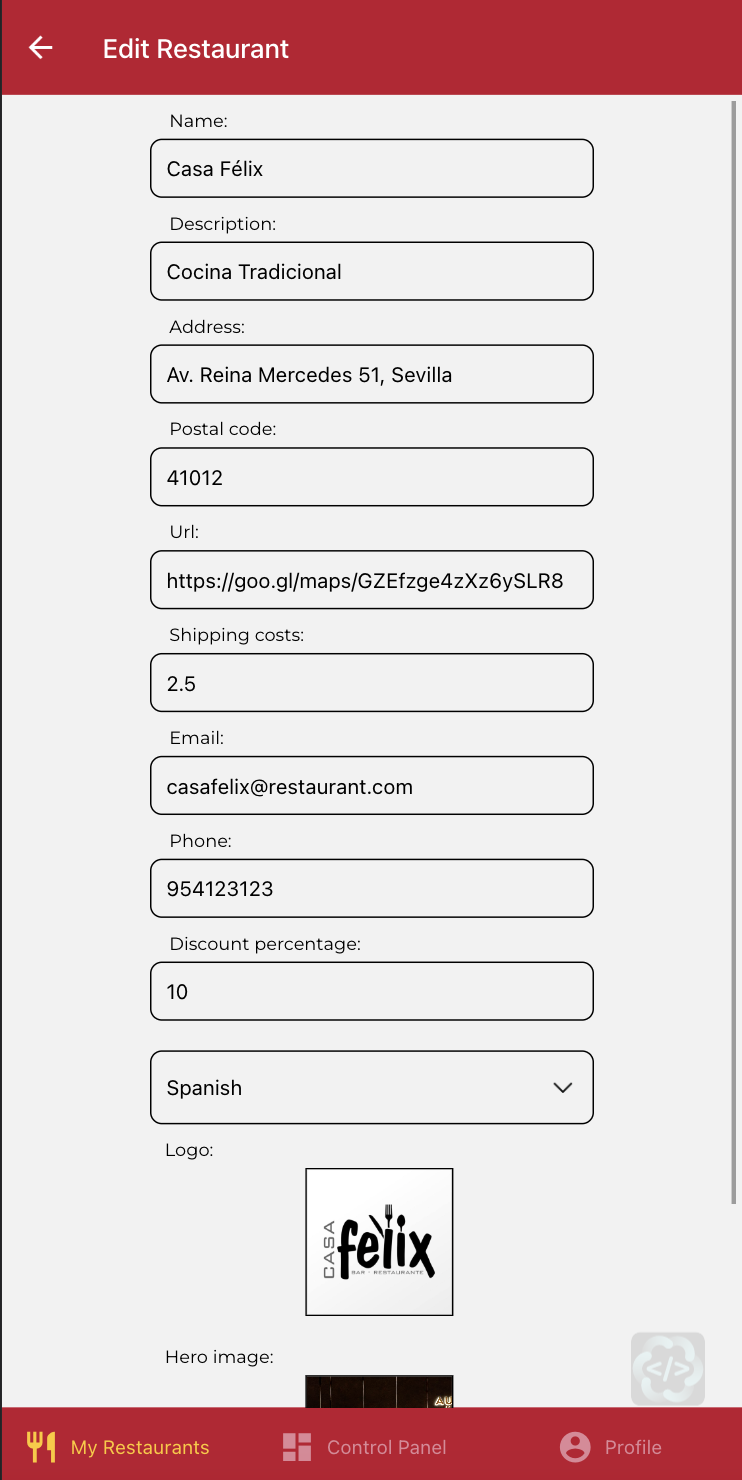 Edit Restaurant
Name:
Casa Félix
Description:
Cocina Tradicional
Address:
Av. Reina Mercedes 51, Sevilla
Postal code:
41012
Url:
https://goo.gl/maps/GZEfzge4zXz6ySLR8
Shipping costs:
2.5
Email:
casafelix@restaurant.com
Phone:
954123123
Discount percentage:
10
Spanish
Logo:
CASA
felix
BAR - RESTAURANTE
Hero image:
AU
</>
My Restaurants
Control Panel
Profile